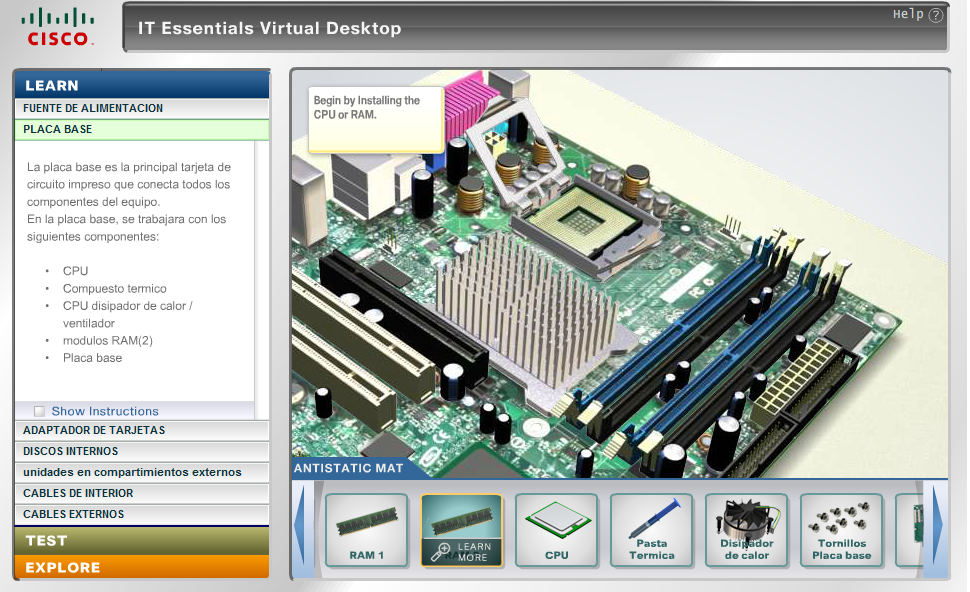 CISCO
IT Essentials Virtual Desktop
Help ?
LEARN
FUENTE DE ALIMENTACION
PLACA BASE
La placa base es la principal tarjeta de
circuito impreso que conecta todos los
componentes del equipo.
En la placa base, se trabajara con los
siguientes componentes:
• CPU
• Compuesto termico
• CPU disipador de calor /
ventilador
• modulos RAM(2)
• Placa base
Show Instructions
ADAPTADOR DE TARJETAS
DISCOS INTERNOS
unidades en compartimientos externos
CABLES DE INTERIOR
CABLES EXTERNOS
TEST
EXPLORE
Begin by Installing the
CPU or RAM.
ANTISTATIC MAT
RAM 1
LEARN
MORE
CPU
Pasta
Termica
Disipador
de calor
Tornillos
Placa base